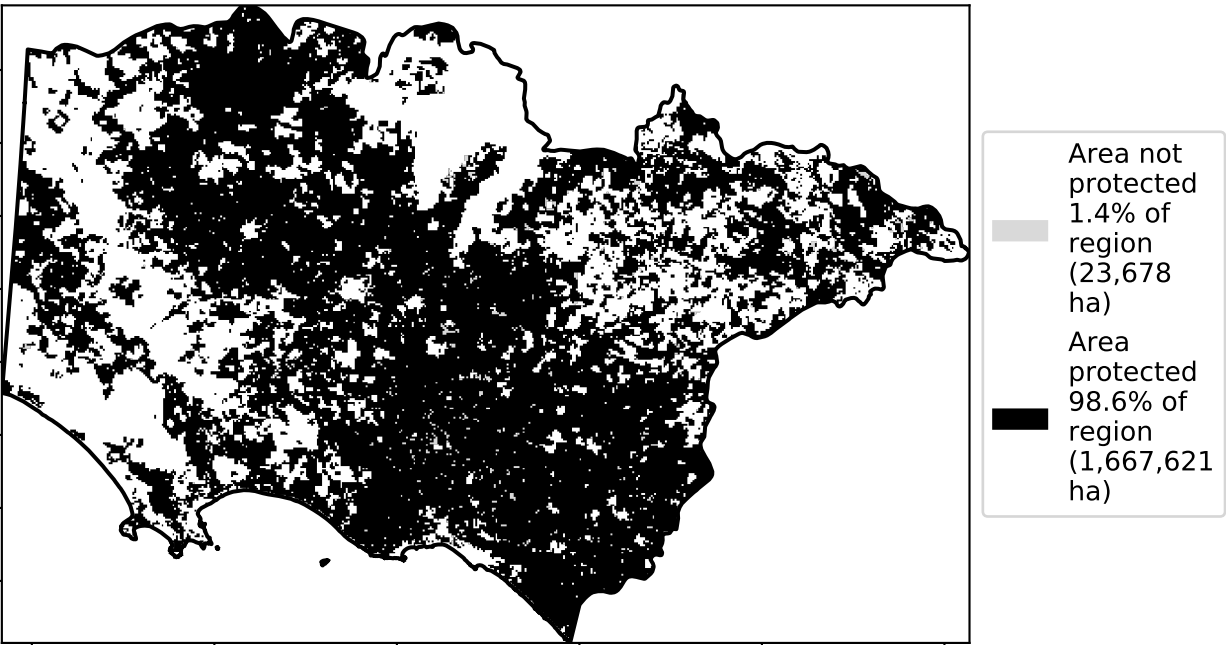 Area not
protected
1.4% of
region
(23,678
ha)
Area
protected
98.6% of
region
(1,667,621
ha)